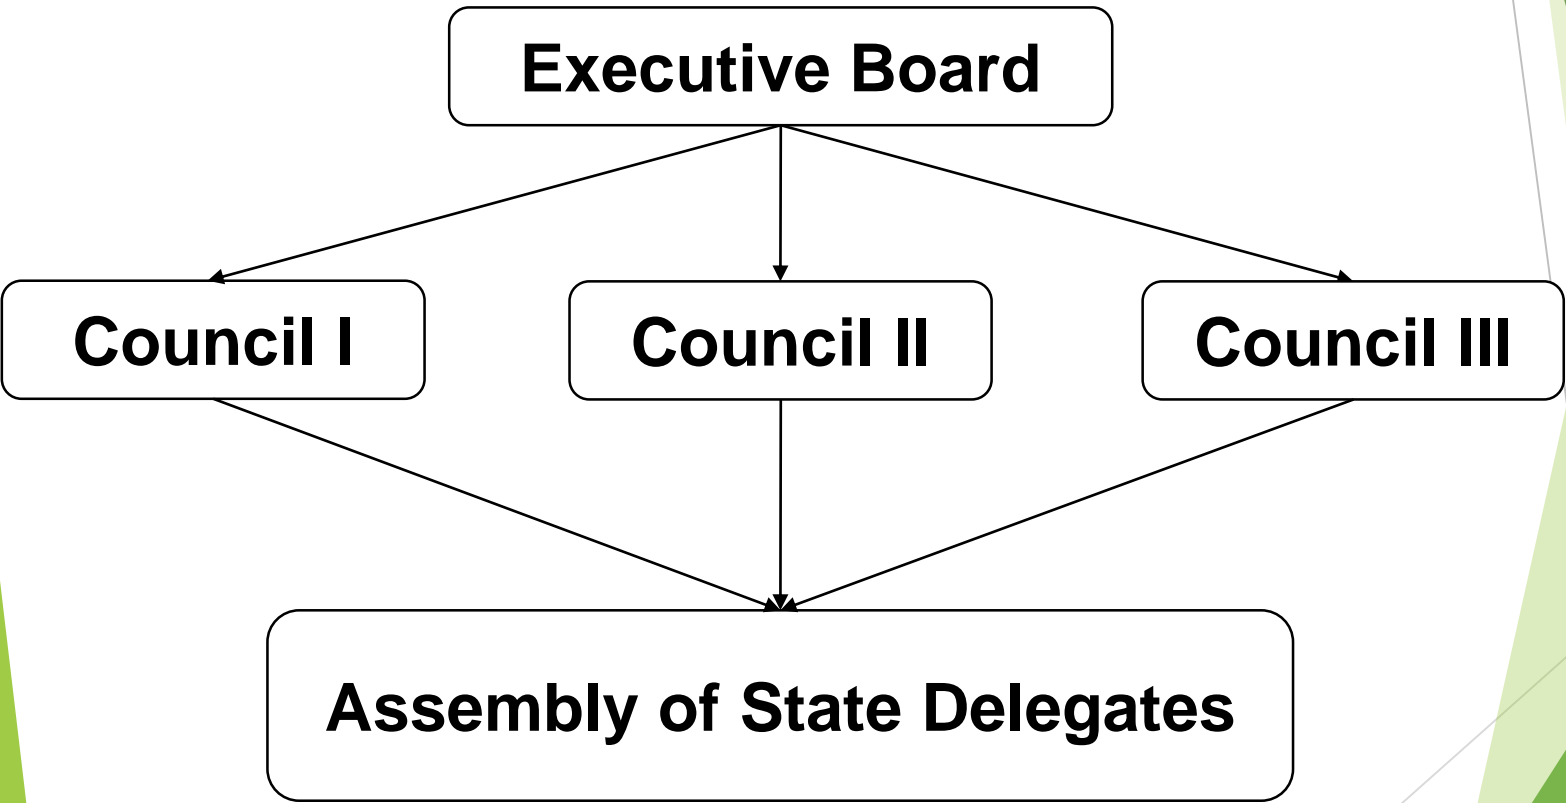 Executive Board
Council I
Council II
Council III
Assembly of State Delegates